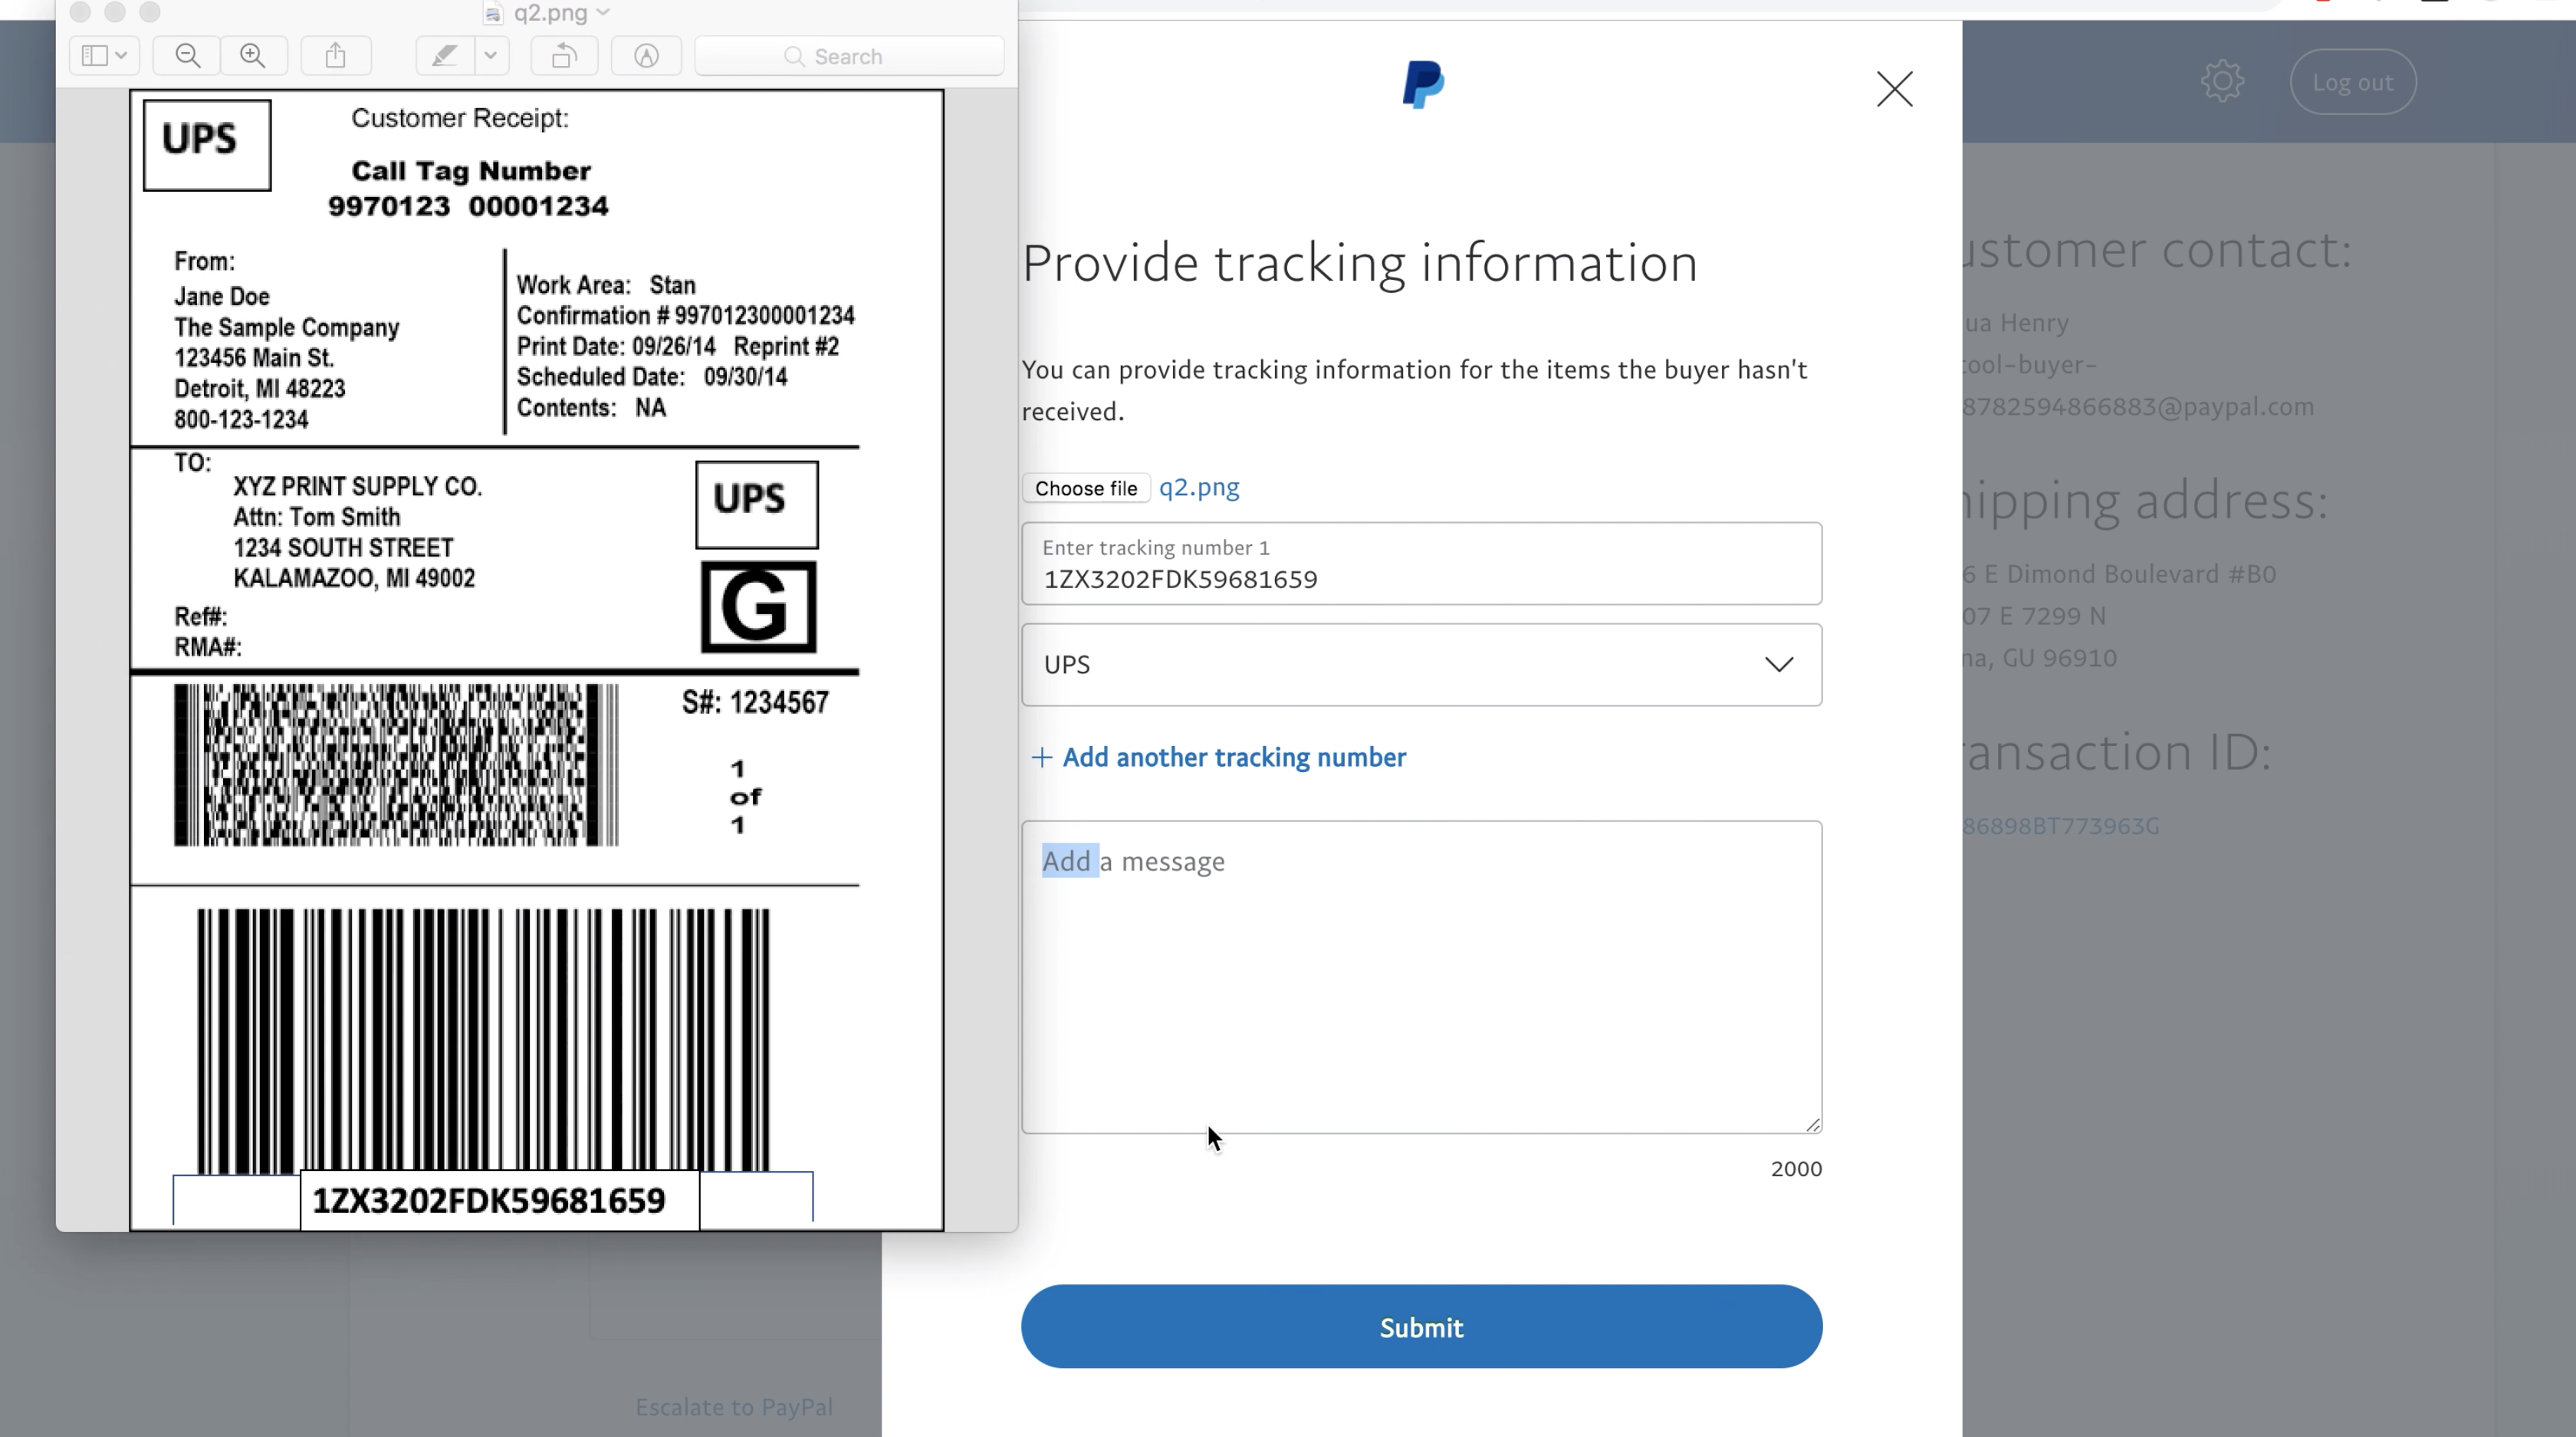 q2.png
Search
UPS
Customer Receipt:
Call Tag Number
9970123 00001234
From:
Jane Doe
The Sample Company
123456 Main St.
Detroit, MI 48223
800-123-1234
Work Area: Stan
Confirmation # 997012300001234
Print Date: 09/26/14 Reprint #2
Scheduled Date: 09/30/14
Contents: NA
TO:
XYZ PRINT SUPPLY CO.
Attn: Tom Smith
1234 SOUTH STREET
KALAMAZOO, MI 49002
Ref#:
RMA#:
UPS
G
S#: 1234567
1
of
1
1ZX3202FDK59681659
Provide tracking information
You can provide tracking information for the items the buyer hasn't
received.
Choose file q2.png
Enter tracking number 1
1ZX3202FDK59681659
UPS
+ Add another tracking number
Add a message
2000
Submit
Escalate to PayPal
Log out
ustomer contact:
ua Henry
cool-buyer-
8782594866883@paypal.com
hipping address:
6 E Dimond Boulevard #B0
07 E 7299 N
na, GU 96910
ransaction ID:
86898BT773963G